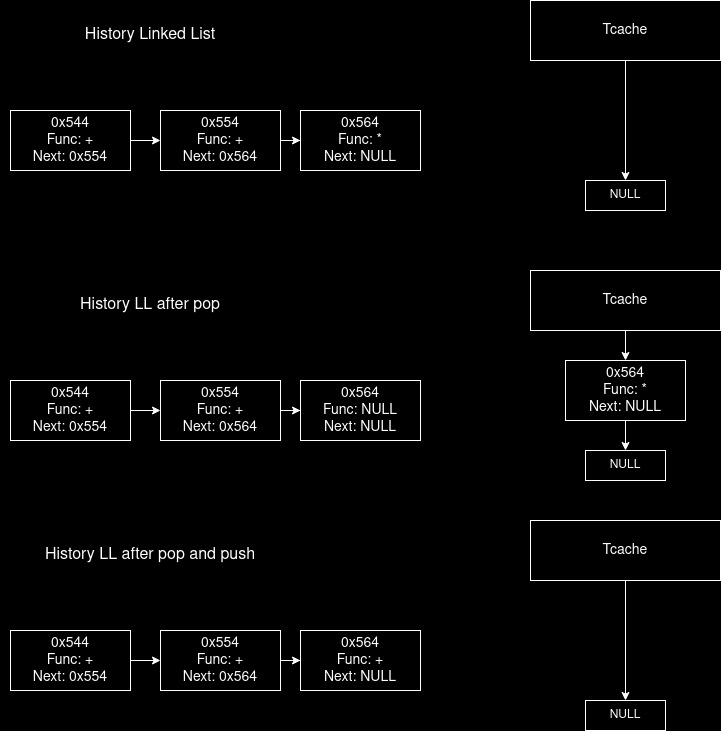 History Linked List
Tcache
0x544
Func: +
Next: 0x554
0x554
Func: +
Next: 0x564
0x564
Func: *
Next: NULL
NULL
History LL after pop
Tcache
0x544
Func: +
Next: 0x554
0x554
Func: +
Next: 0x564
0x564
Func: NULL
Next: NULL
0x564
Func: *
Next: NULL
NULL
History LL after pop and push
Tcache
0x544
Func: +
Next: 0x554
0x554
Func: +
Next: 0x564
0x564
Func: +
Next: NULL
NULL